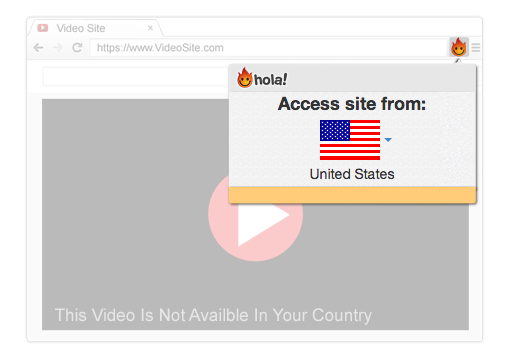 Video Site
https://www.VideoSite.com
hola!
Access site from:
United States
This Video Is Not Availble In Your Country